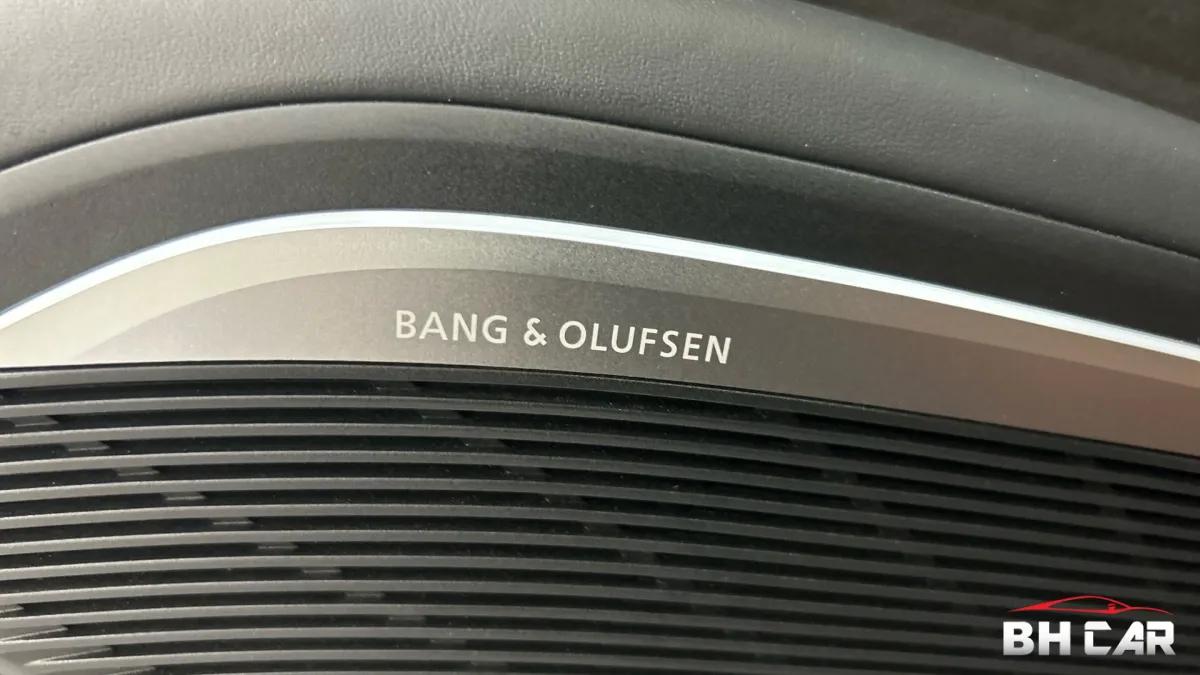 BANG & OLUFSEN
BH CAR